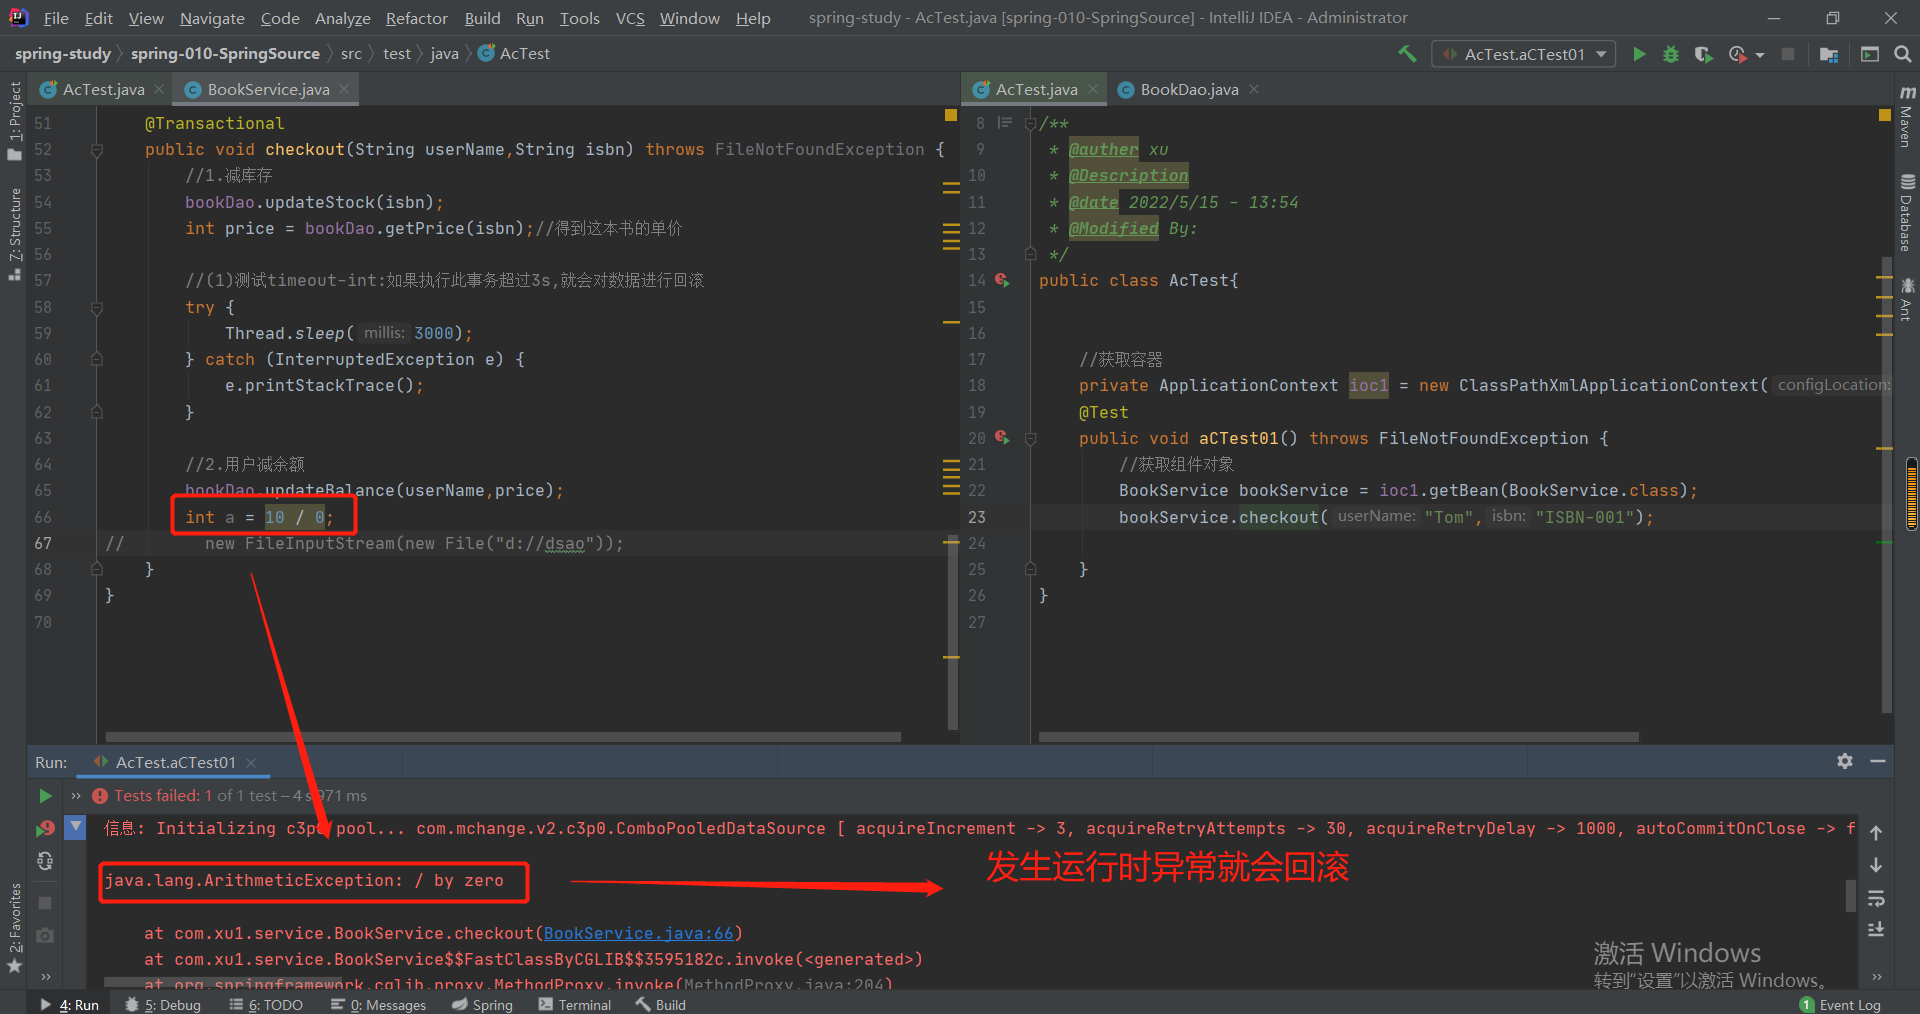 File Edit View Navigate Code Analyze Refactor Build Run Tools VCS Window Help spring-study - AcTest.java [spring-010-SpringSource] - IntelliJ IDEA - Administrator
spring-study spring-010-SpringSource src test java AcTest AcTest.aCTest01
AcTest.java BookService.java
51 @Transactional
52 public void checkout(String userName,String isbn) throws FileNotFoundException {
53 //1.减库存
54 bookDao.updateStock(isbn);
55 int price = bookDao.getPrice(isbn);//得到这本书的单价
56
57 //(1)测试timeout-int:如果执行此事务超过3s,就会对数据进行回滚
58 try {
59 Thread.sleep( millis: 3000);
60 } catch (InterruptedException e) {
61 e.printStackTrace();
62 }
63
64 //2.用户减余额
65 bookDao.updateBalance(userName,price);
66 int a = 10 / 0;
67 // new FileInputStream(new File("d://dsao"));
68 }
69 }
70
AcTest.java BookDao.java
8 /**
9 * @auther xu
10 * @Description
11 * @date 2022/5/15 - 13:54
12 * @Modified By:
13 */
14 public class AcTest{
15
16
17 //获取容器
18 private ApplicationContext ioc1 = new ClassPathXmlApplicationContext( configLocation:
19 @Test
20 public void aCTest01() throws FileNotFoundException {
21 //获取组件对象
22 BookService bookService = ioc1.getBean(BookService.class);
23 bookService.checkout( userName: "Tom", isbn: "ISBN-001");
24
25 }
26 }
27
1: Project
7: Structure
2: Favorites
Maven
Database
Ant
Run: AcTest.aCTest01
Tests failed: 1 of 1 test – 4 s 971 ms
信息: Initializing c3p0 pool... com.mchange.v2.c3p0.ComboPooledDataSource [ acquireIncrement -> 3, acquireRetryAttempts -> 30, acquireRetryDelay -> 1000, autoCommitOnClose -> f
java.lang.ArithmeticException: / by zero
发生运行时异常就会回滚
at com.xu1.service.BookService.checkout(BookService.java:66)
at com.xu1.service.BookService$$FastClassByCGLIB$$3595182c.invoke(<generated>)
at org.springframework.cglib.proxy.MethodProxy.invoke(MethodProxy.java:204)
激活 Windows
转到“设置”以激活 Windows。
4: Run 5: Debug 6: TODO 0: Messages Spring Terminal Build 1 Event Log